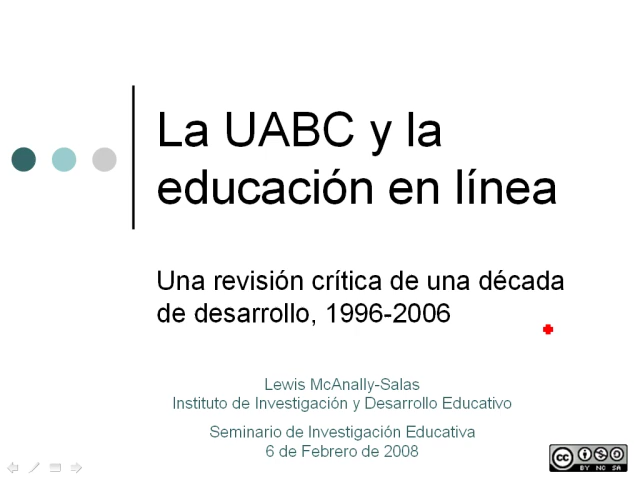 La UABC y la
educación en línea
Una revisión crítica de una década
de desarrollo, 1996-2006
Lewis McAnally-Salas
Instituto de Investigación y Desarrollo Educativo
Seminario de Investigación Educativa
6 de Febrero de 2008
cc
BY NC SA